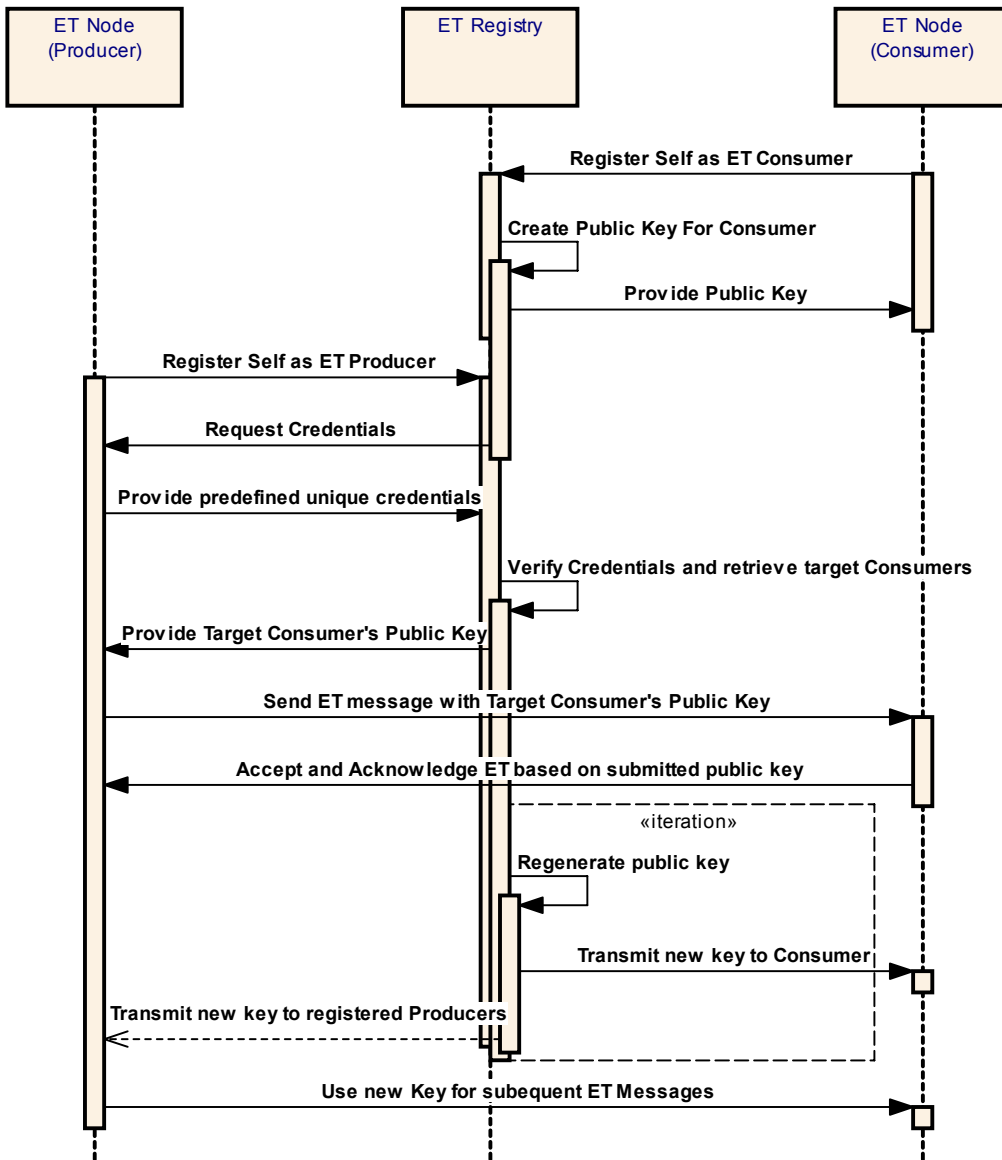 ET Node
(Producer)
ET Registry
ET Node
(Consumer)
Register Self as ET Consumer
Create Public Key For Consumer
Provide Public Key
Register Self as ET Producer
Request Credentials
Provide predefined unique credentials
Verify Credentials and retrieve target Consumers
Provide Target Consumer's Public Key
Send ET message with Target Consumer's Public Key
Accept and Acknowledge ET based on submitted public key
«iteration»
Regenerate public key
Transmit new key to Consumer
Transmit new key to registered Producers
Use new Key for subequent ET Messages